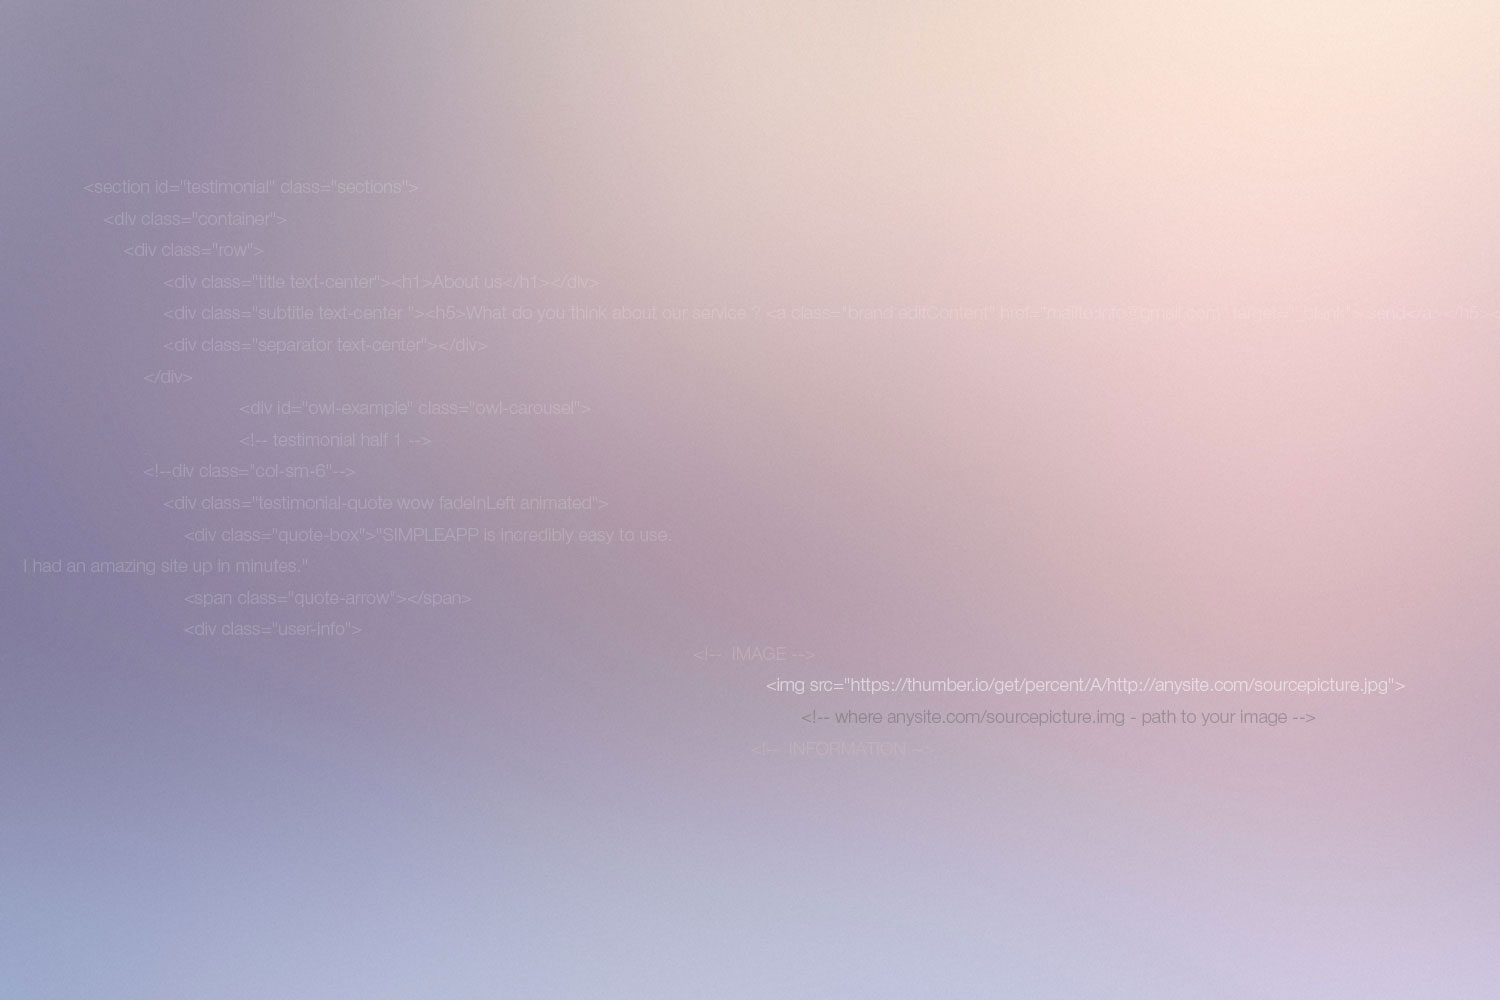 <section id="testimonial" class="sections">
<div class="container">
<div class="row">
<div class="title text-center"><h1>About us</h1></div>
<div class="subtitle text-center "><h5>What do you think about our service ? <a class="brand editContent" href="mailto:info@gmail.com" target="_blank"> send</a></h5><
<div class="separator text-center"></div>
</div>
<div id="owl-example" class="owl-carousel">
<!-- testimonial half 1 -->
<!--div class="col-sm-6"-->
<div class="testimonial-quote wow fadeInLeft animated">
<div class="quote-box">"SIMPLEAPP is incredibly easy to use.
I had an amazing site up in minutes."
<span class="quote-arrow"></span>
<div class="user-info">
<!-- IMAGE -->
<img src="https://thumber.io/get/percent/A/http://anysite.com/sourcepicture.jpg">
<!-- where anysite.com/sourcepicture.img - path to your image -->
<!-- INFORMATION -->